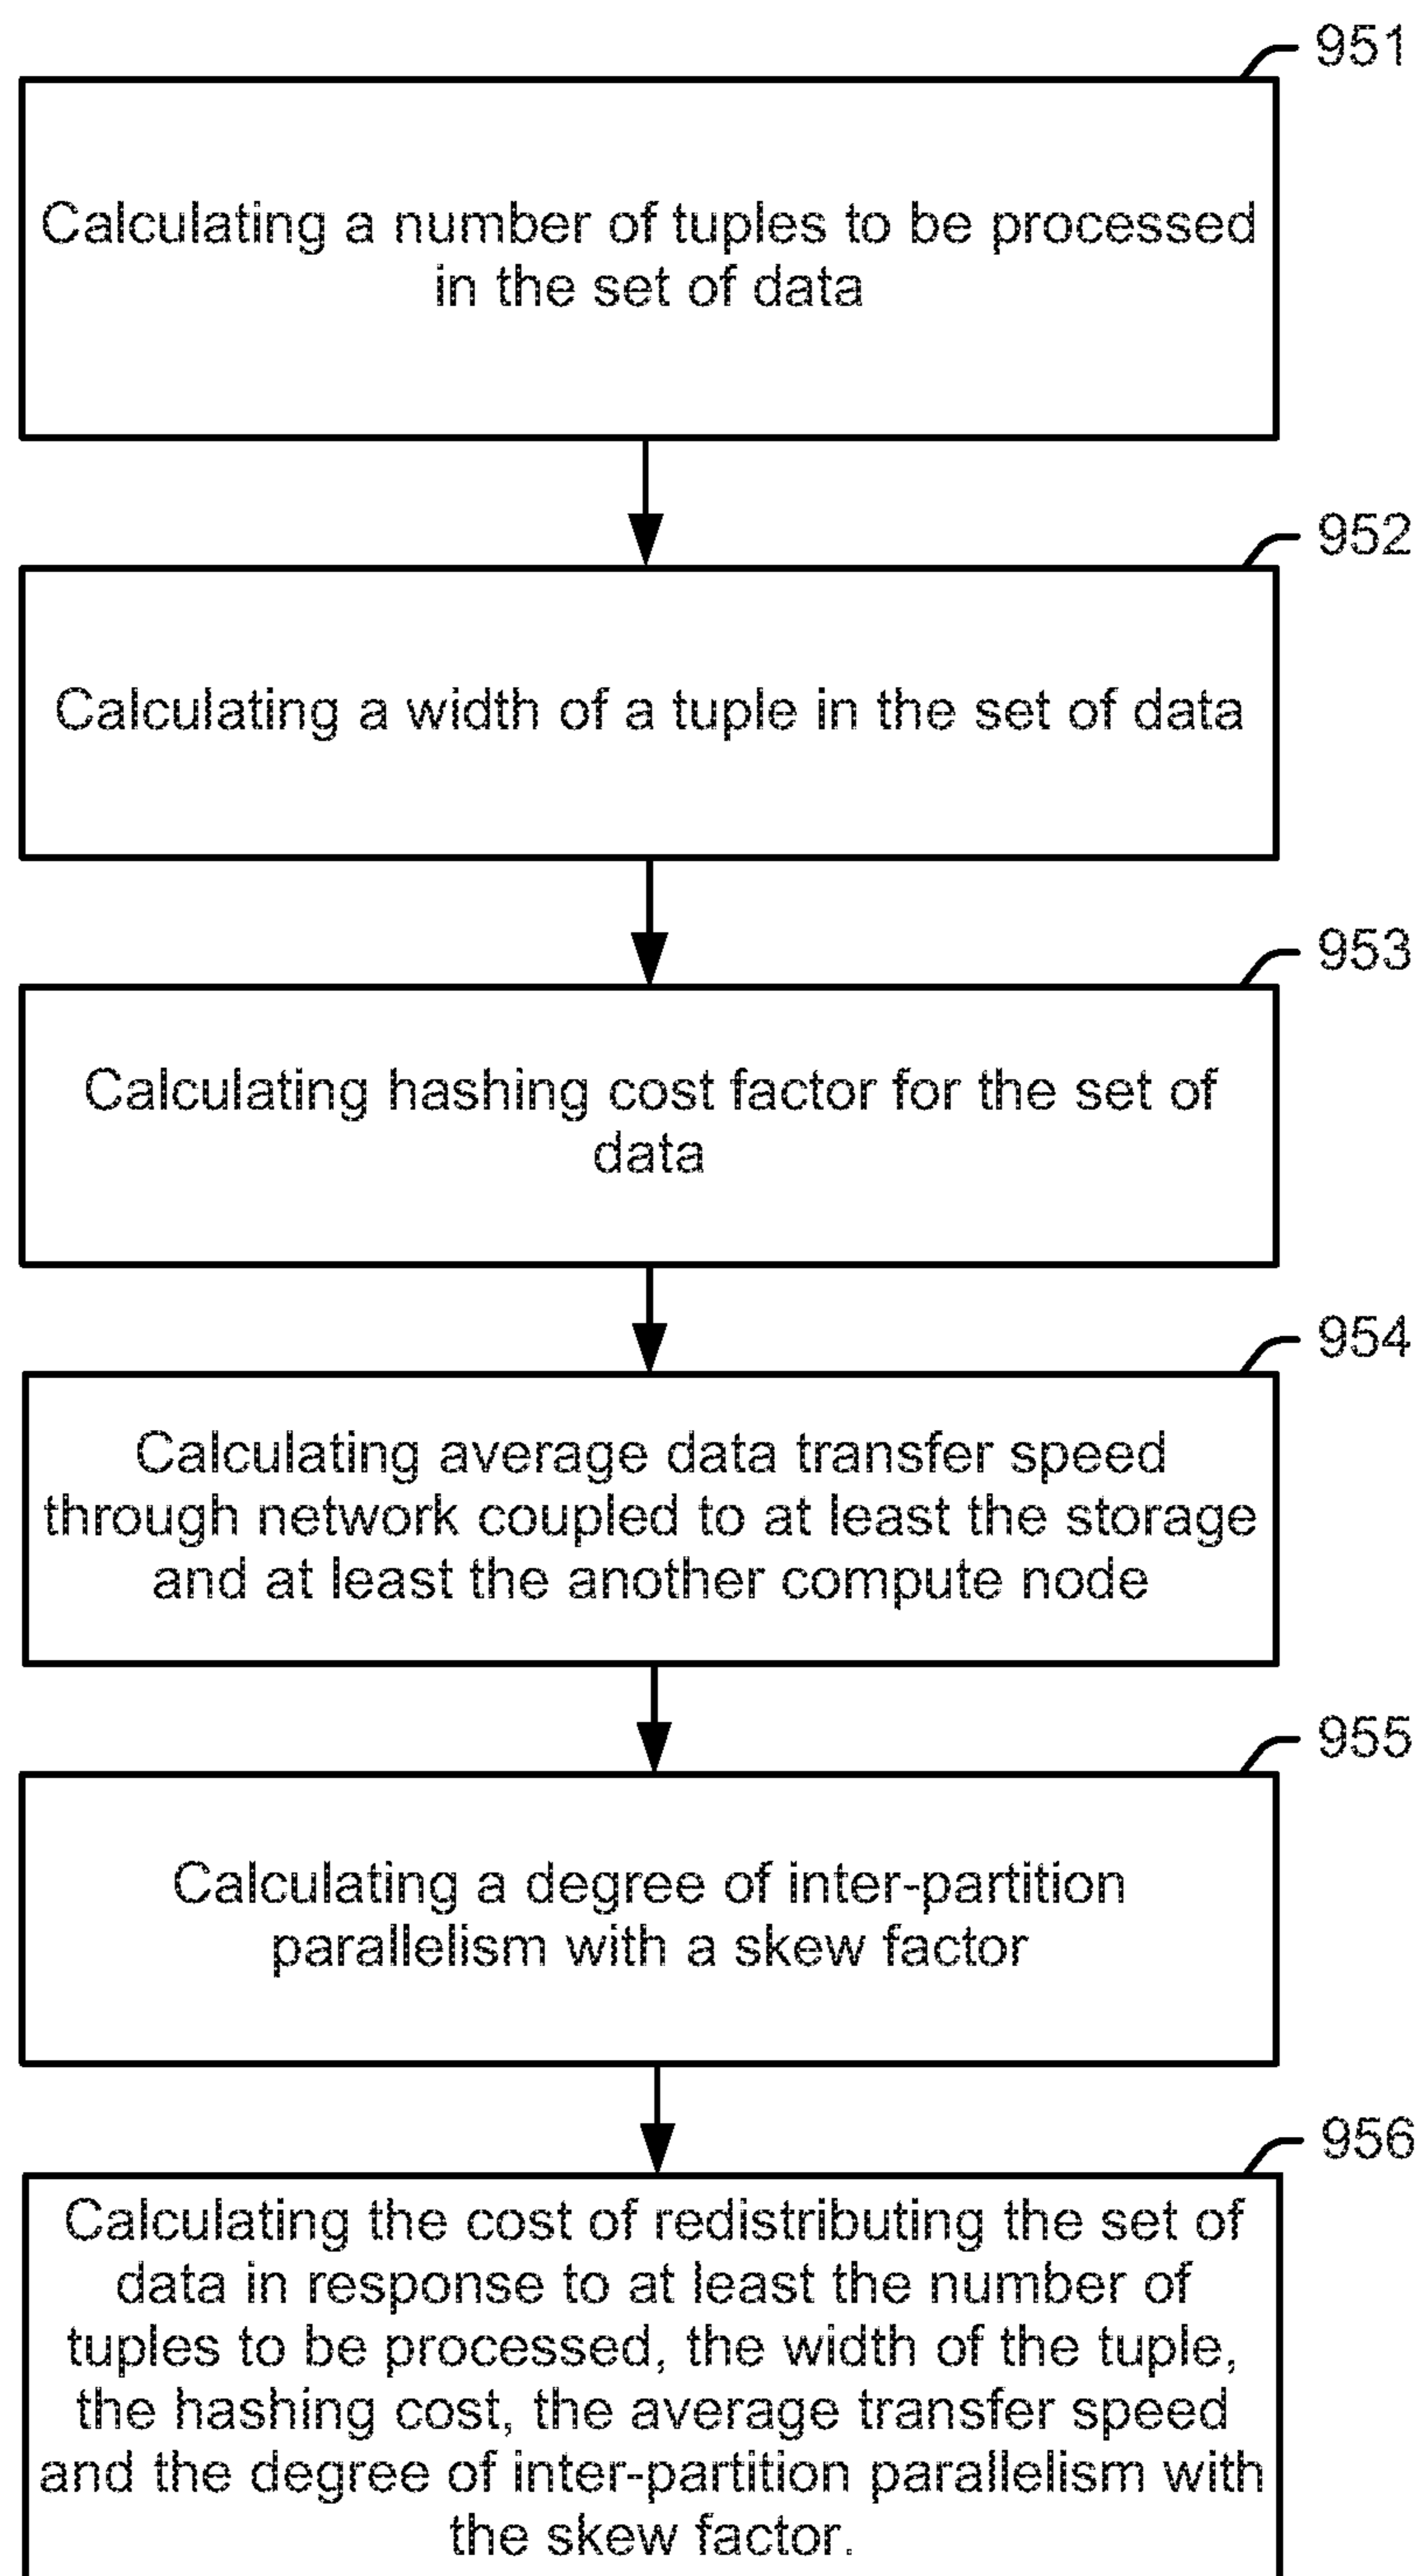 951
Calculating a number of tuples to be processed
in the set of data
952
Calculating a width of a tuple in the set of data
953
Calculating hashing cost factor for the set of
data
954
Calculating average data transfer speed
through network coupled to at least the storage
and at least the another compute node
955
Calculating a degree of inter-partition
parallelism with a skew factor
956
Calculating the cost of redistributing the set of
data in response to at least the number of
tuples to be processed, the width of the tuple,
the hashing cost, the average transfer speed
and the degree of inter-partition parallelism with
the skew factor.